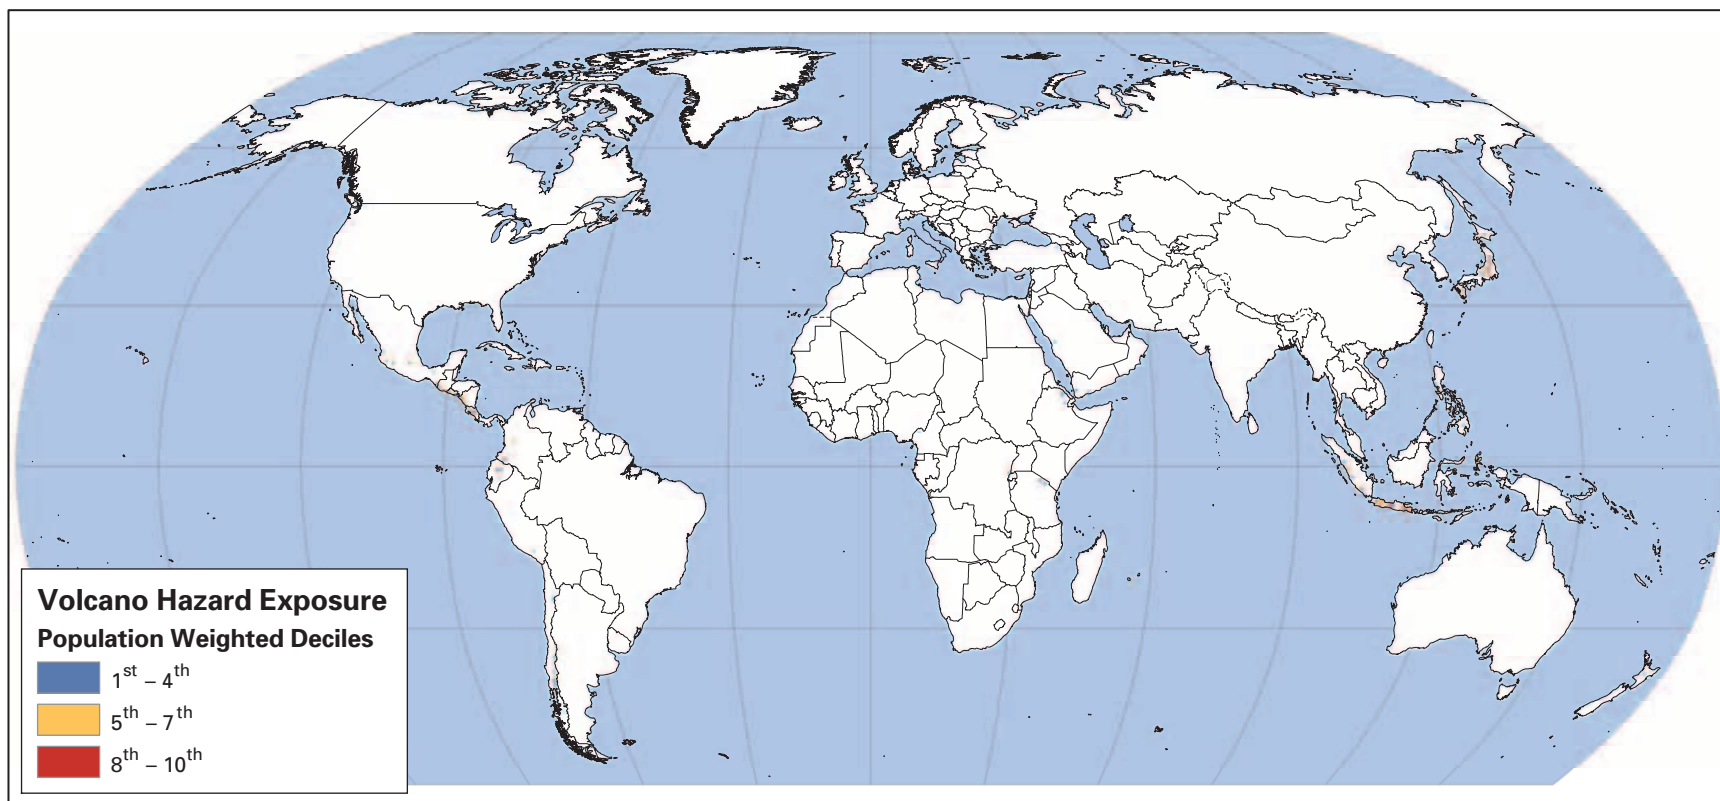 Volcano Hazard Exposure
Population Weighted Deciles
1st – 4th
5th – 7th
8th – 10th